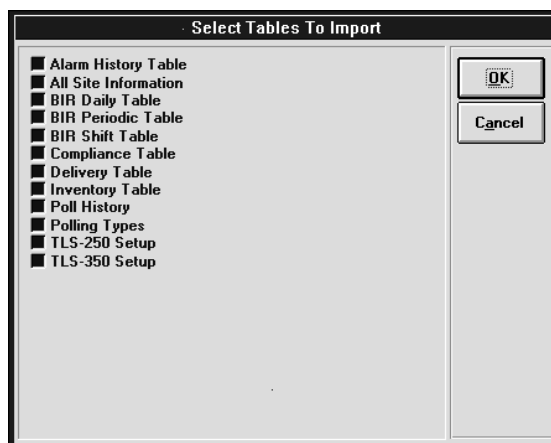 Select Tables To Import
Alarm History Table
All Site Information
BIR Daily Table
BIR Periodic Table
BIR Shift Table
Compliance Table
Delivery Table
Inventory Table
Poll History
Polling Types
TLS-250 Setup
TLS-350 Setup
OK
Cancel